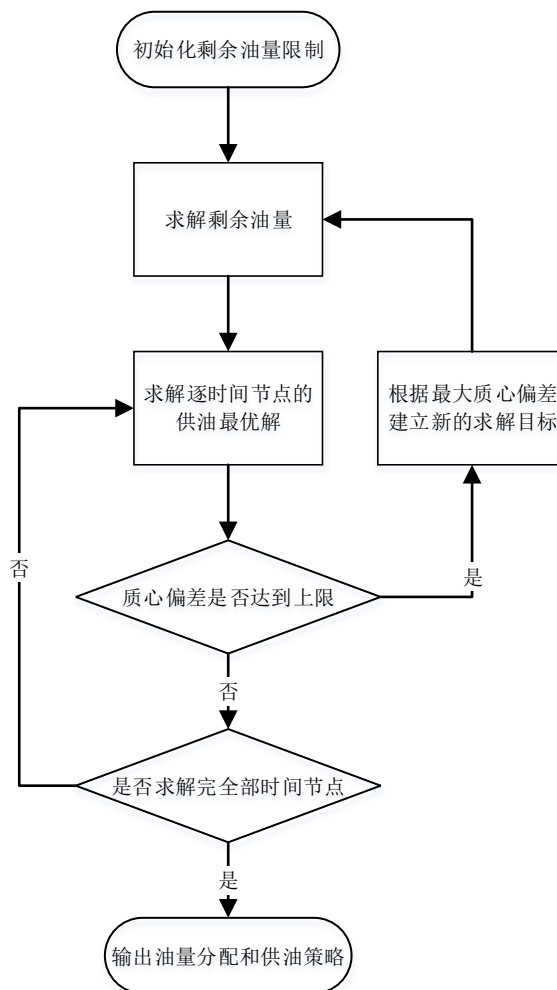 初始化剩余油量限制
求解剩余油量
求解逐时间节点的
供油最优解
根据最大质心偏差
建立新的求解目标
否
质心偏差是否达到上限
是
否
是否求解完全部时间节点
是
输出油量分配和供油策略